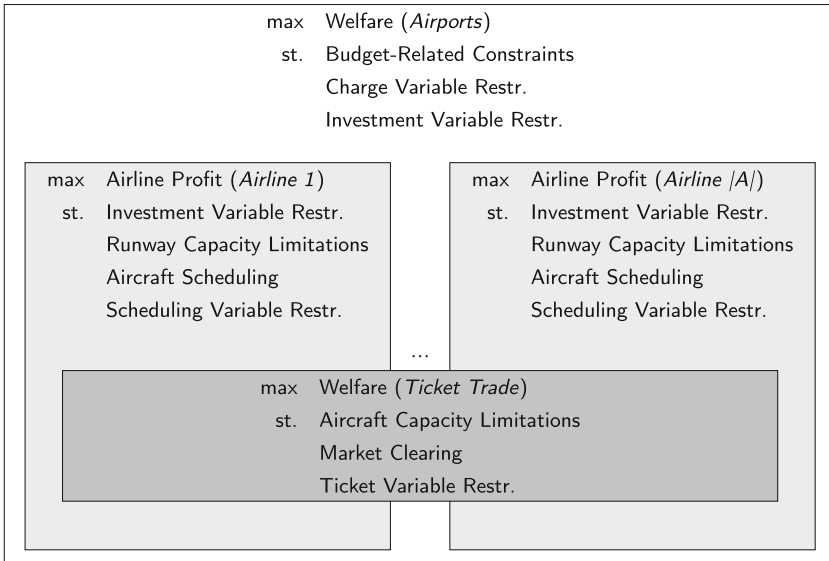 max Welfare (Airports)
st. Budget-Related Constraints
Charge Variable Restr.
Investment Variable Restr.
max Airline Profit (Airline 1)
st. Investment Variable Restr.
Runway Capacity Limitations
Aircraft Scheduling
Scheduling Variable Restr.
...
max Airline Profit (Airline |A|)
st. Investment Variable Restr.
Runway Capacity Limitations
Aircraft Scheduling
Scheduling Variable Restr.
max Welfare (Ticket Trade)
st. Aircraft Capacity Limitations
Market Clearing
Ticket Variable Restr.